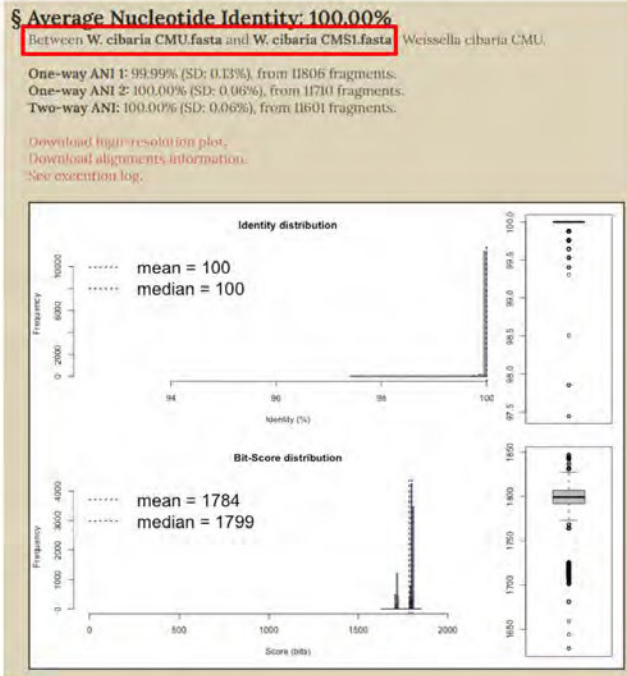 § Average Nucleotide Identity: 100.00%
Between W. cibaria CMU.fasta and W. cibaria CMS1.fasta Weissella cibaria CMU.
One-way ANI 1: 99.99% (SD: 0.13%), from 11806 fragments.
One-way ANI 2: 100.00% (SD: 0.06%), from 11710 fragments.
Two-way ANI: 100.00% (SD: 0.06%), from 11601 fragments.
Download high-resolution plot.
Download alignments information.
See execution log.
Identity distribution
mean = 100
median = 100
Frequency
0 2000 6000 10000
94 96 98 100
Identity (%)
97.5 98.0 98.5 99.0 99.5 100.0
Bit-Score distribution
mean = 1784
median = 1799
Frequency
0 1000 2000 3000 4000
0 500 1000 1500 2000
Score (bits)
1650 1700 1750 1800 1850